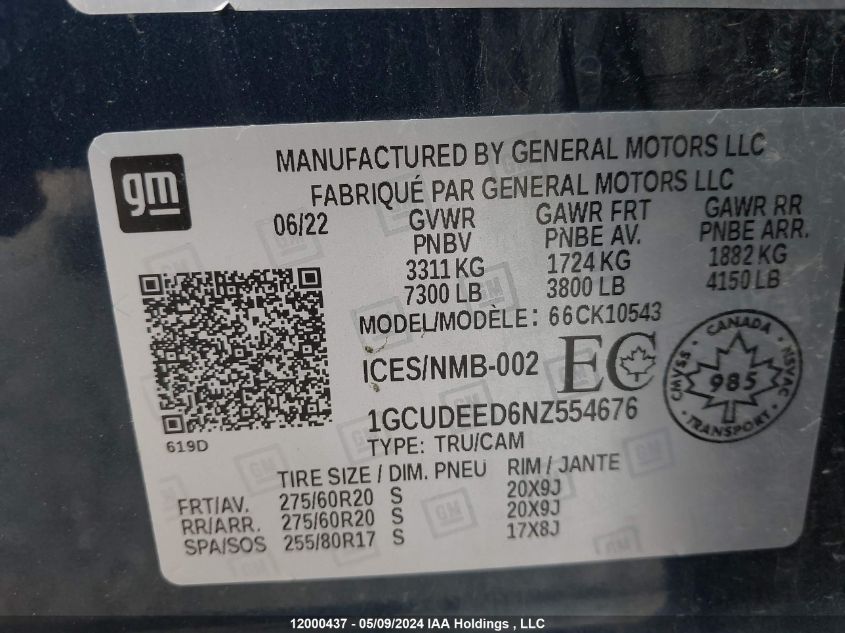 gm
MANUFACTURED BY GENERAL MOTORS LLC
FABRIQUÉ PAR GENERAL MOTORS LLC
06/22 GVWR GAWR FRT GAWR RR
PNBV PNBE AV. PNBE ARR.
3311 KG 1724 KG 1882 KG
7300 LB 3800 LB 4150 LB
MODEL/MODÈLE: 66CK10543
ICES/NMB-002 EC
CANADA
CMVSS 985 NSVAC
TRANSPORT
1GCUDEED6NZ554676
619D
TYPE: TRU/CAM
TIRE SIZE / DIM. PNEU RIM / JANTE
FRT/AV. 275/60R20 S 20X9J
RR/ARR. 275/60R20 S 20X9J
SPA/SOS 255/80R17 S 17X8J
12000437 - 05/09/2024 IAA Holdings , LLC